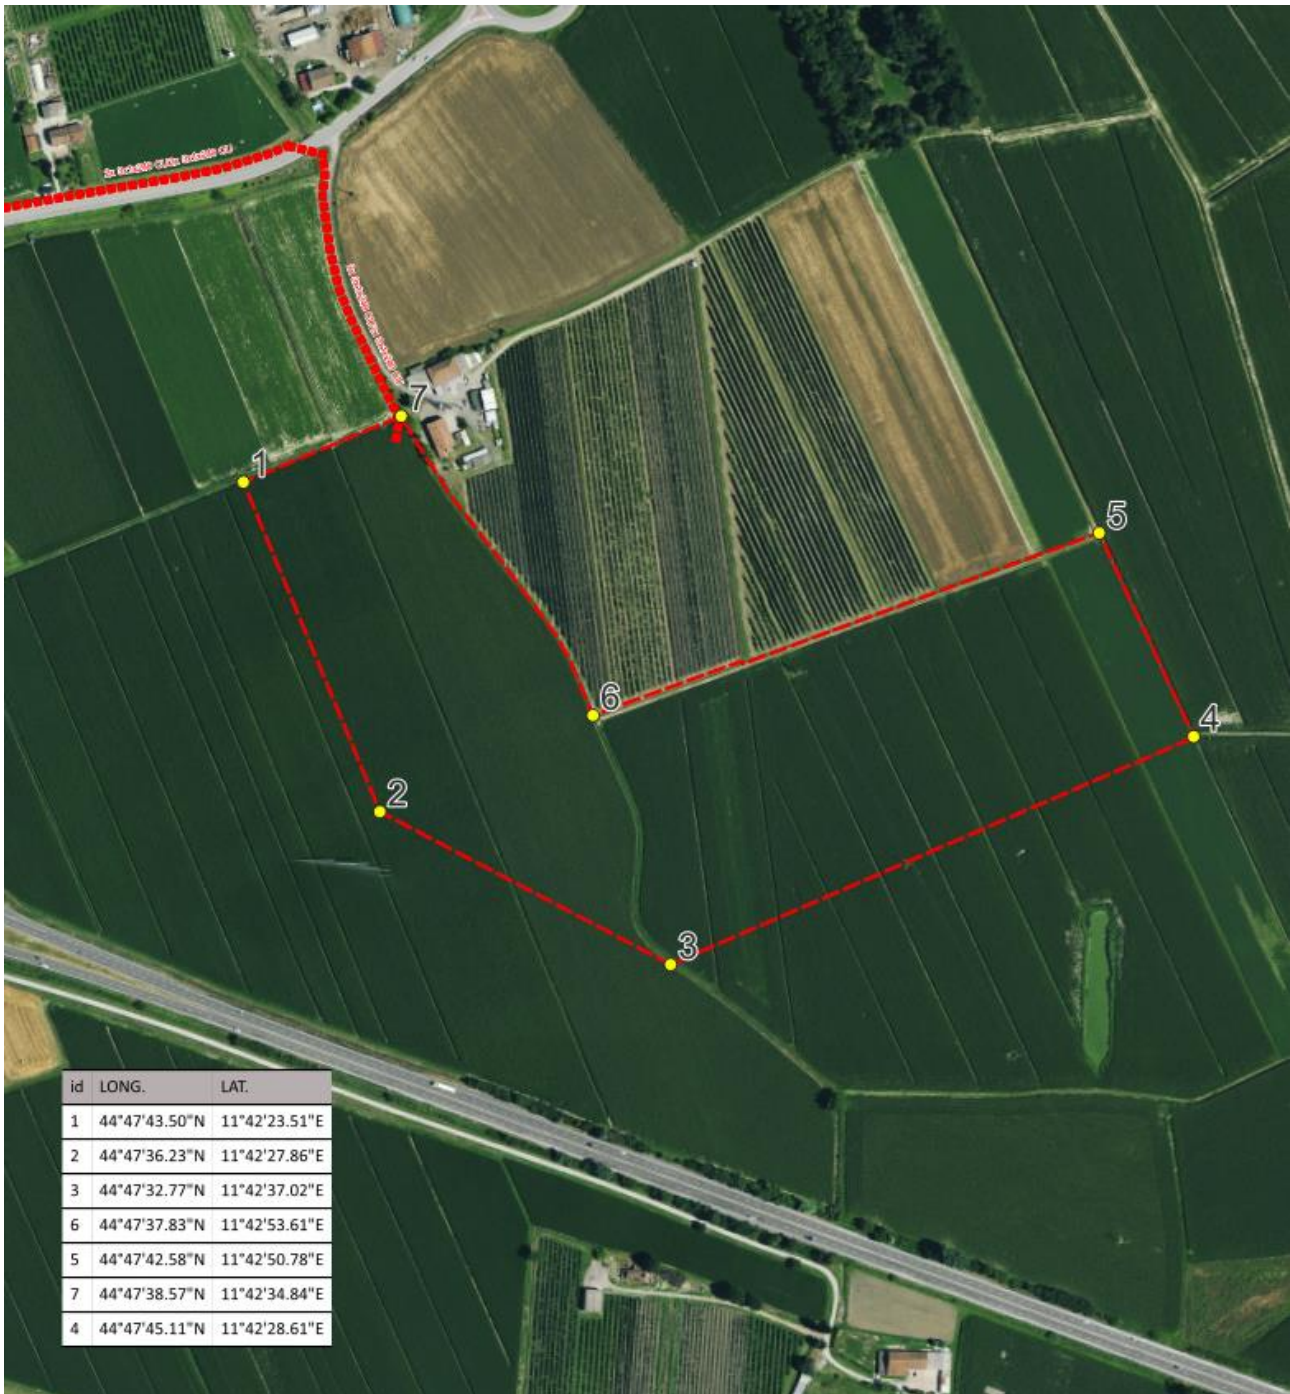 7
1
5
6
4
2
3
id LONG. LAT.
1 44°47'43.50"N 11°42'23.51"E
2 44°47'36.23"N 11°42'27.86"E
3 44°47'32.77"N 11°42'37.02"E
6 44°47'37.83"N 11°42'53.61"E
5 44°47'42.58"N 11°42'50.78"E
7 44°47'38.57"N 11°42'34.84"E
4 44°47'45.11"N 11°42'28.61"E